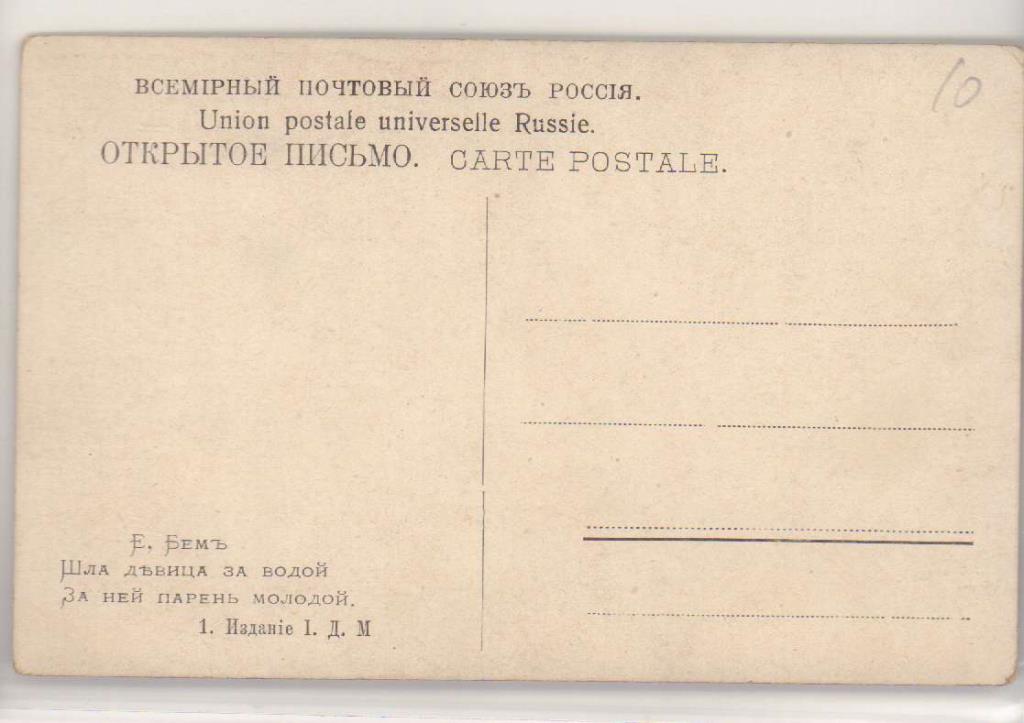 ВСЕМІРНЫЙ ПОЧТОВЫЙ СОЮЗЪ РОССІЯ.
10
Union postale universelle Russie.
ОТКРЫТОЕ ПИСЬМО. CARTE POSTALE.
Е. Бемъ
Шла дѣвица за водой
За ней парень молодой.
1. Изданіе І. Д. М